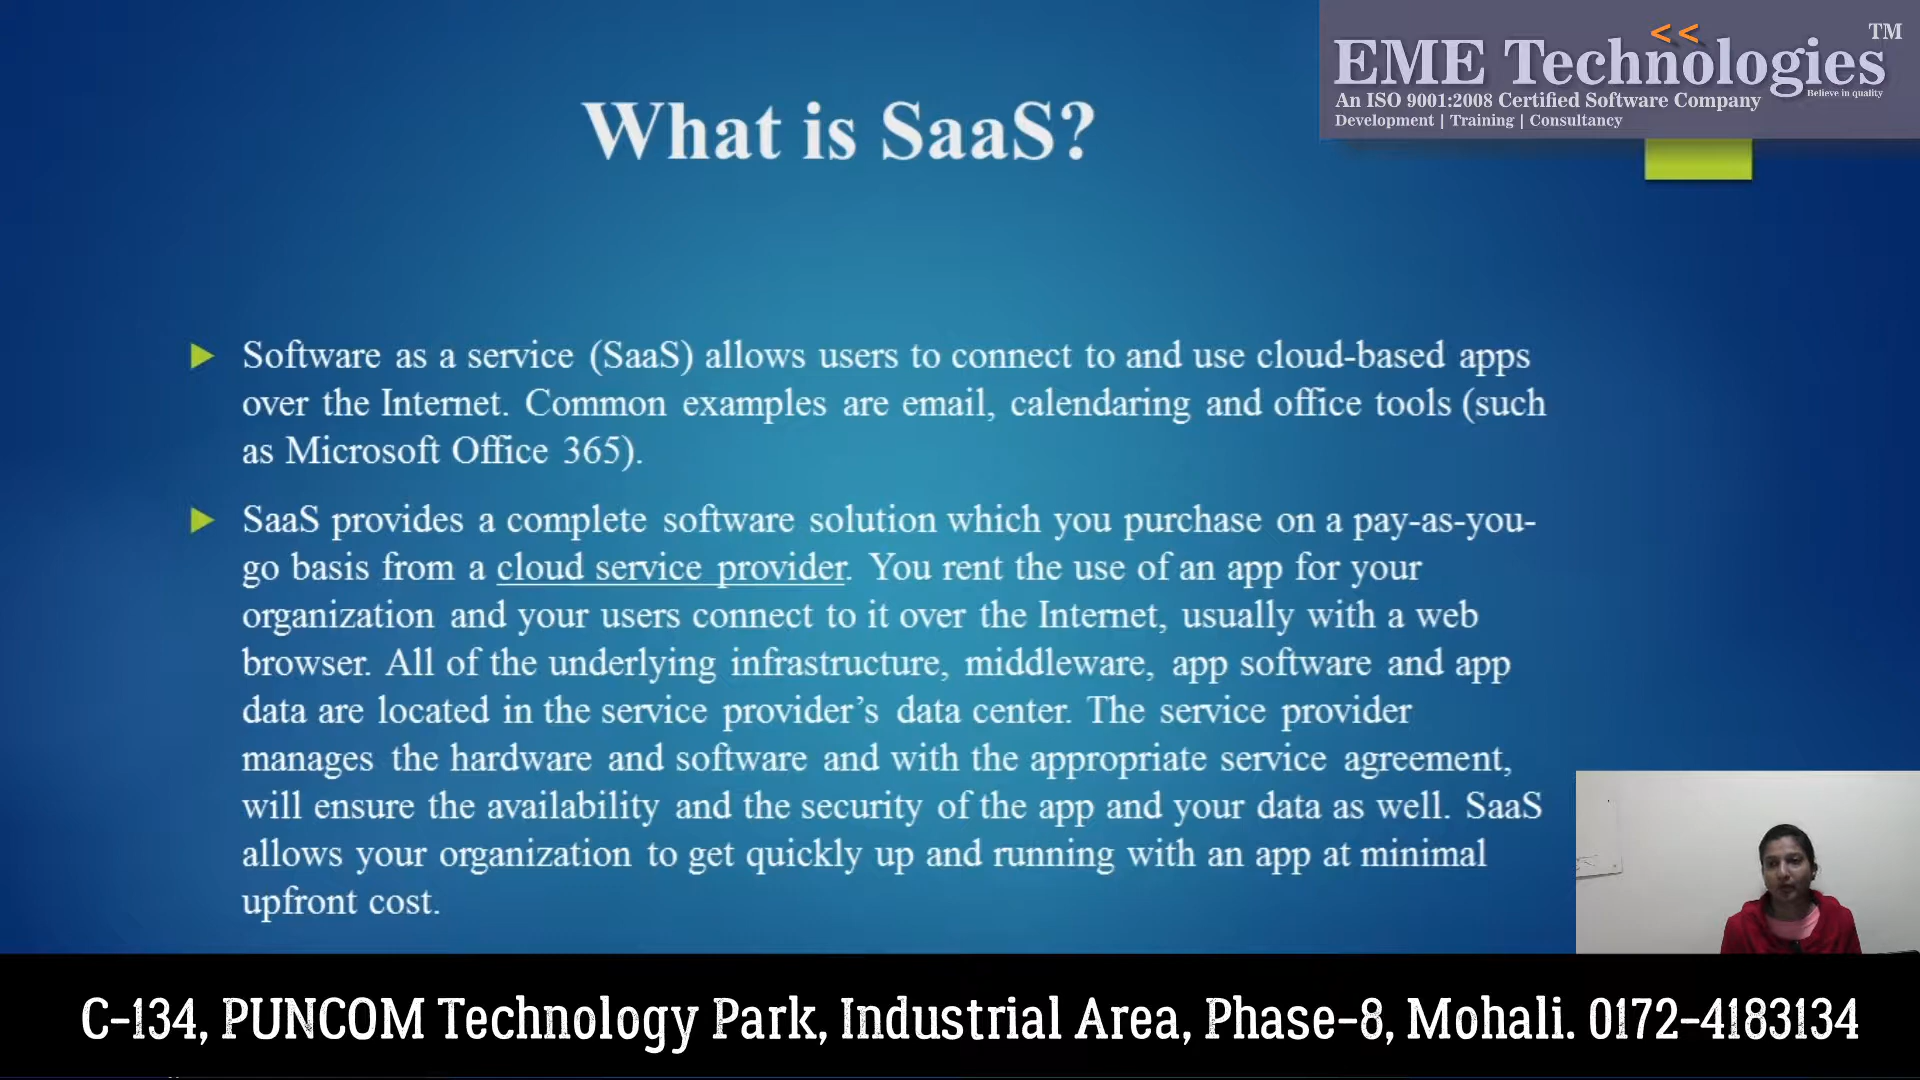 <<
EME Technologies TM
Believe in quality
An ISO 9001:2008 Certified Software Company
Development | Training | Consultancy
What is SaaS?
Software as a service (SaaS) allows users to connect to and use cloud-based apps
over the Internet. Common examples are email, calendaring and office tools (such
as Microsoft Office 365).
SaaS provides a complete software solution which you purchase on a pay-as-you-
go basis from a cloud service provider. You rent the use of an app for your
organization and your users connect to it over the Internet, usually with a web
browser. All of the underlying infrastructure, middleware, app software and app
data are located in the service provider’s data center. The service provider
manages the hardware and software and with the appropriate service agreement,
will ensure the availability and the security of the app and your data as well. SaaS
allows your organization to get quickly up and running with an app at minimal
upfront cost.
C-134, PUNCOM Technology Park, Industrial Area, Phase-8, Mohali. 0172-4183134